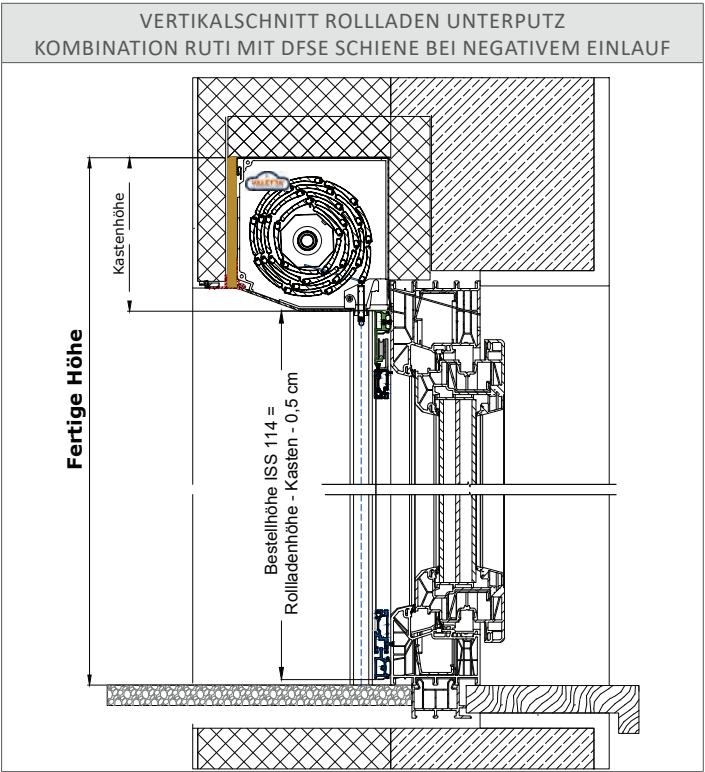 VERTIKALSCHNITT ROLLLADEN UNTERPUTZ
KOMBINATION RUTI MIT DFSE SCHIENE BEI NEGATIVEM EINLAUF
VALETTA
Kastenhöhe
Fertige Höhe
Bestellhöhe ISS 114 =
Rollladenhöhe - Kasten - 0,5 cm